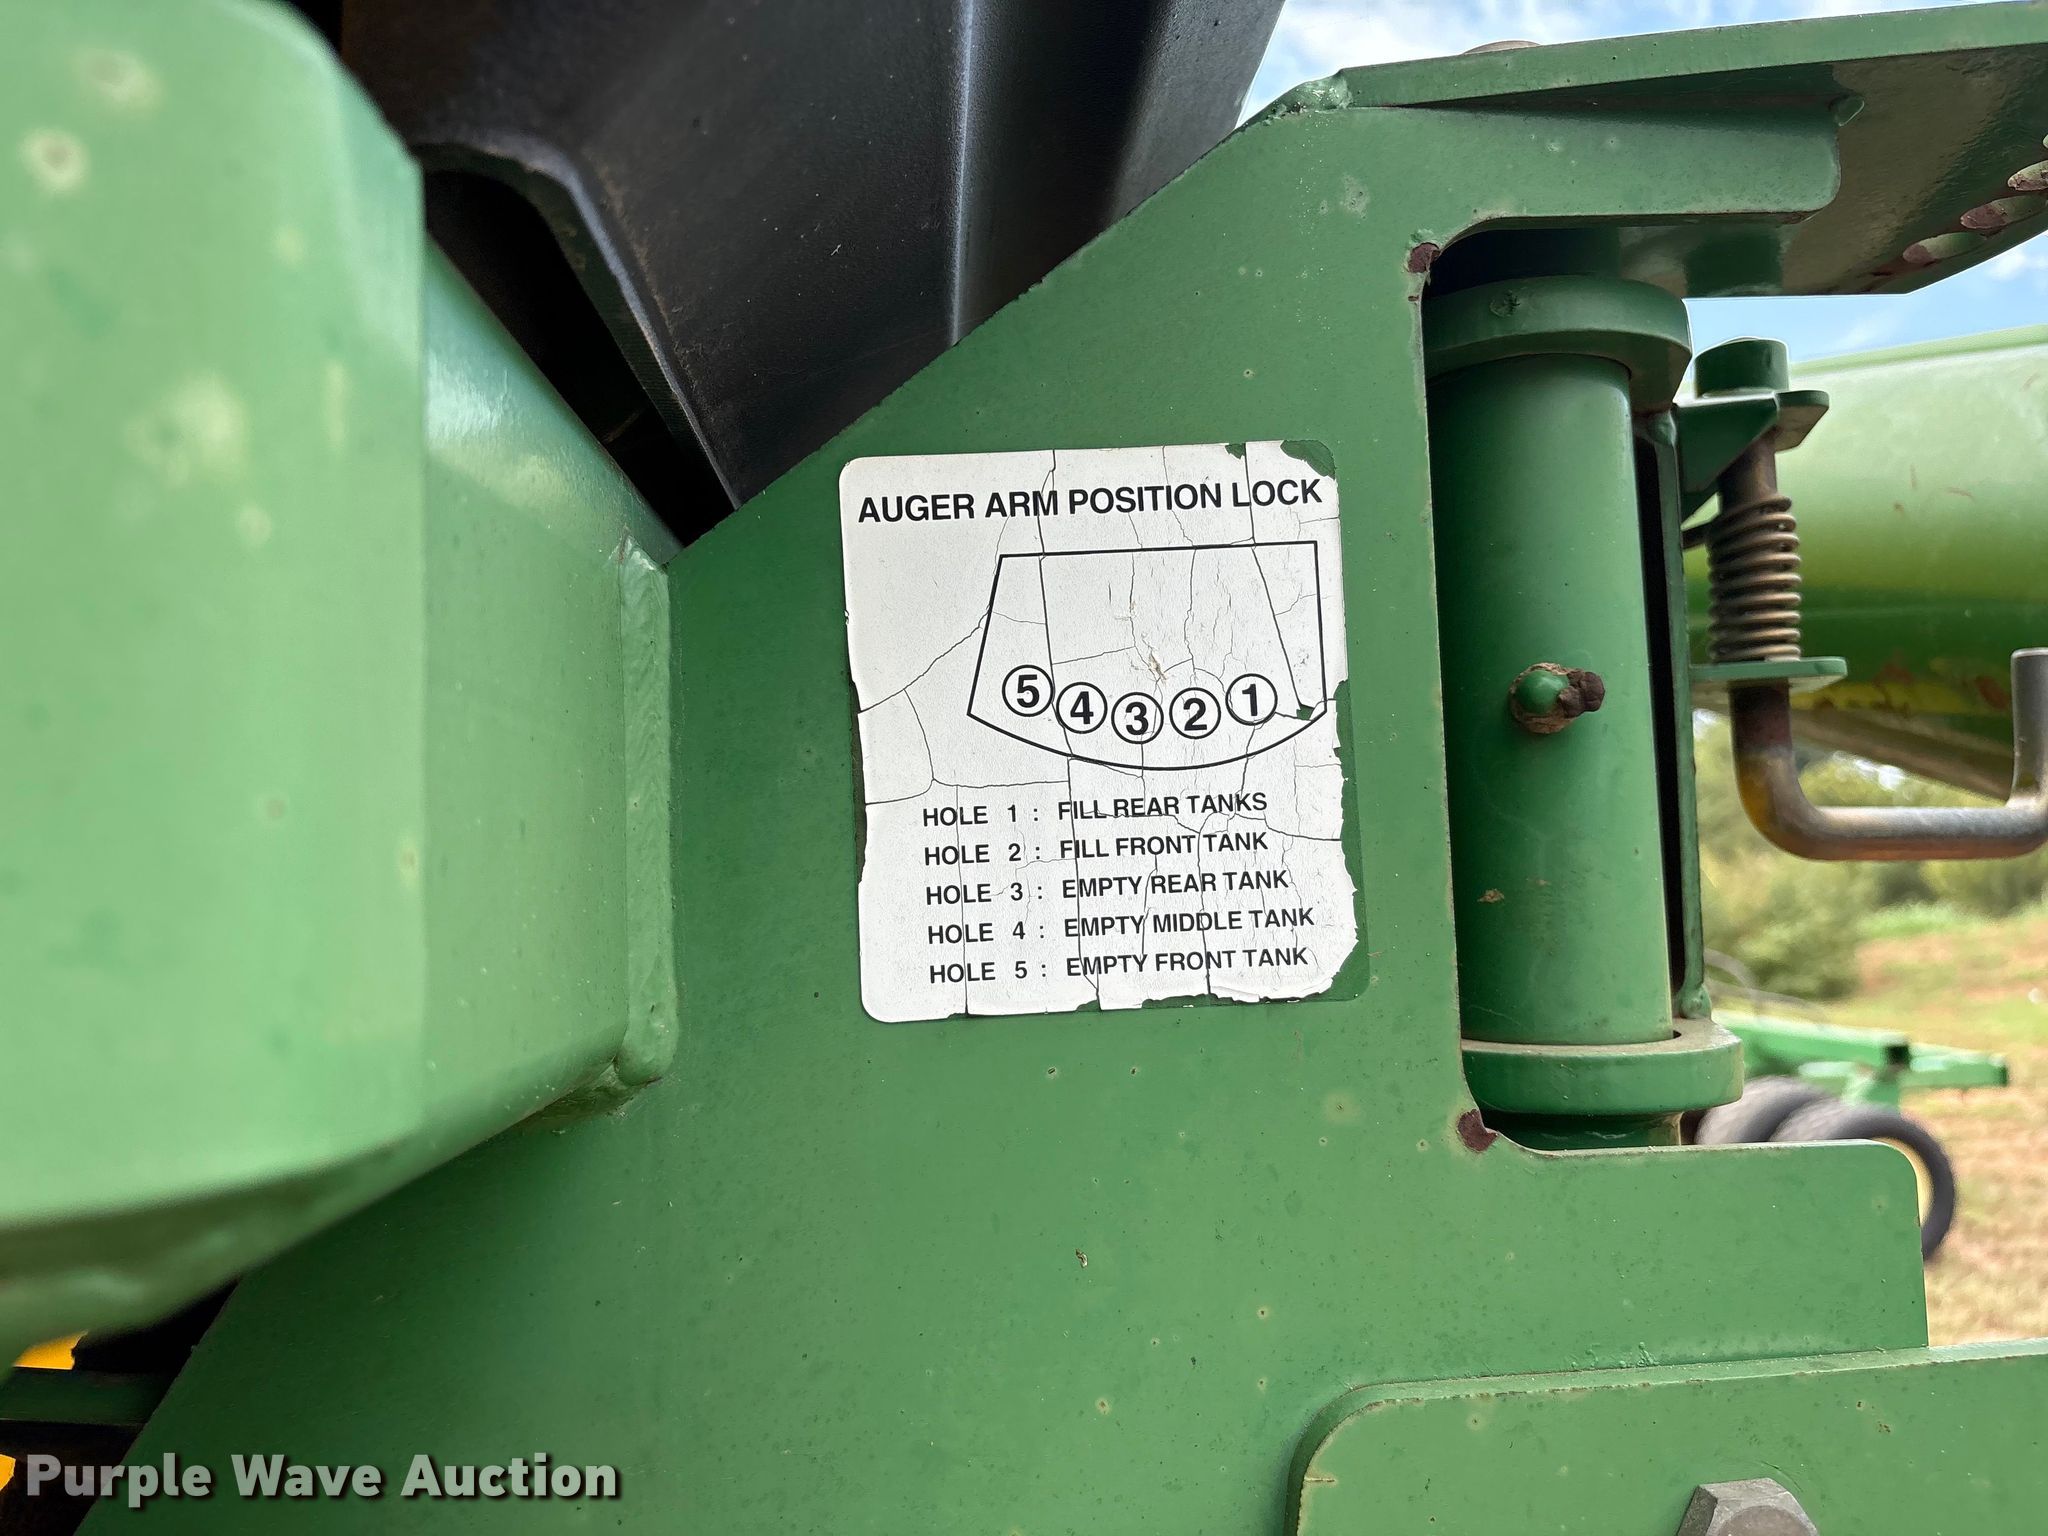 AUGER ARM POSITION LOCK
5 4 3 2 1
HOLE 1 : FILL REAR TANKS
HOLE 2 : FILL FRONT TANK
HOLE 3 : EMPTY REAR TANK
HOLE 4 : EMPTY MIDDLE TANK
HOLE 5 : EMPTY FRONT TANK
Purple Wave Auction